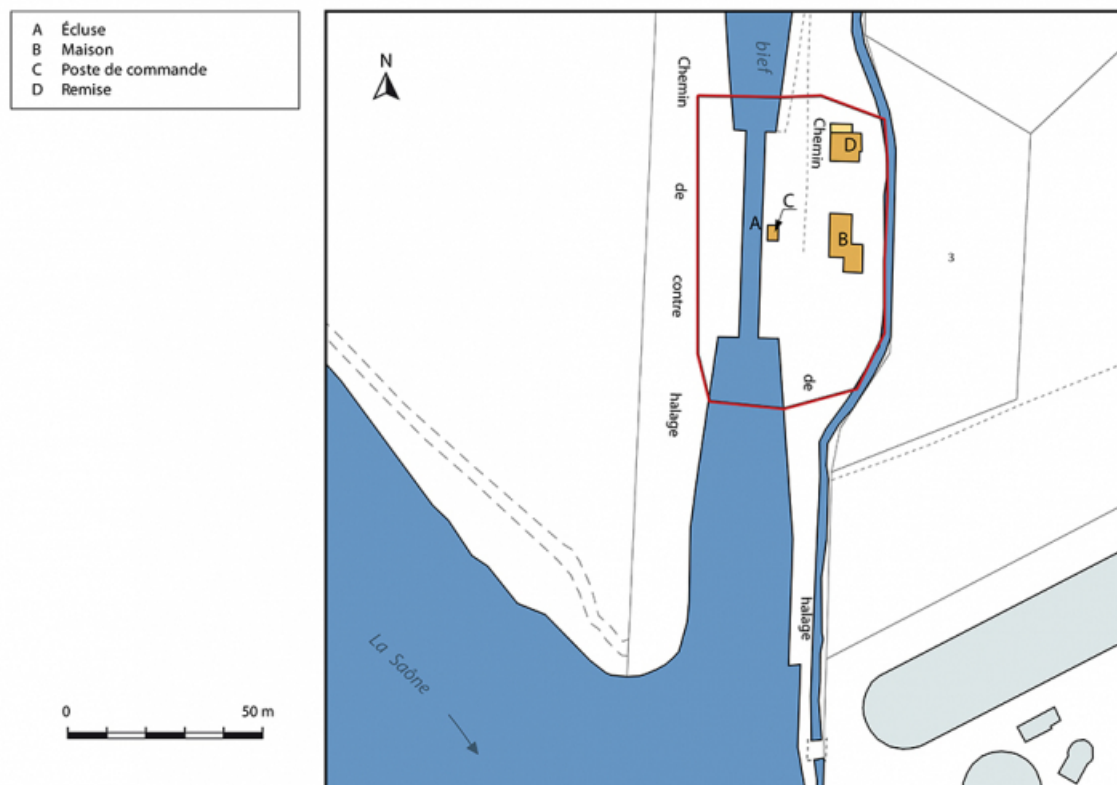 A Écluse
B Maison
C Poste de commande
D Remise
N
bief
Chemin
de
contre
halage
Chemin
de
halage
A
B
C
D
3
La Saône
0 50 m